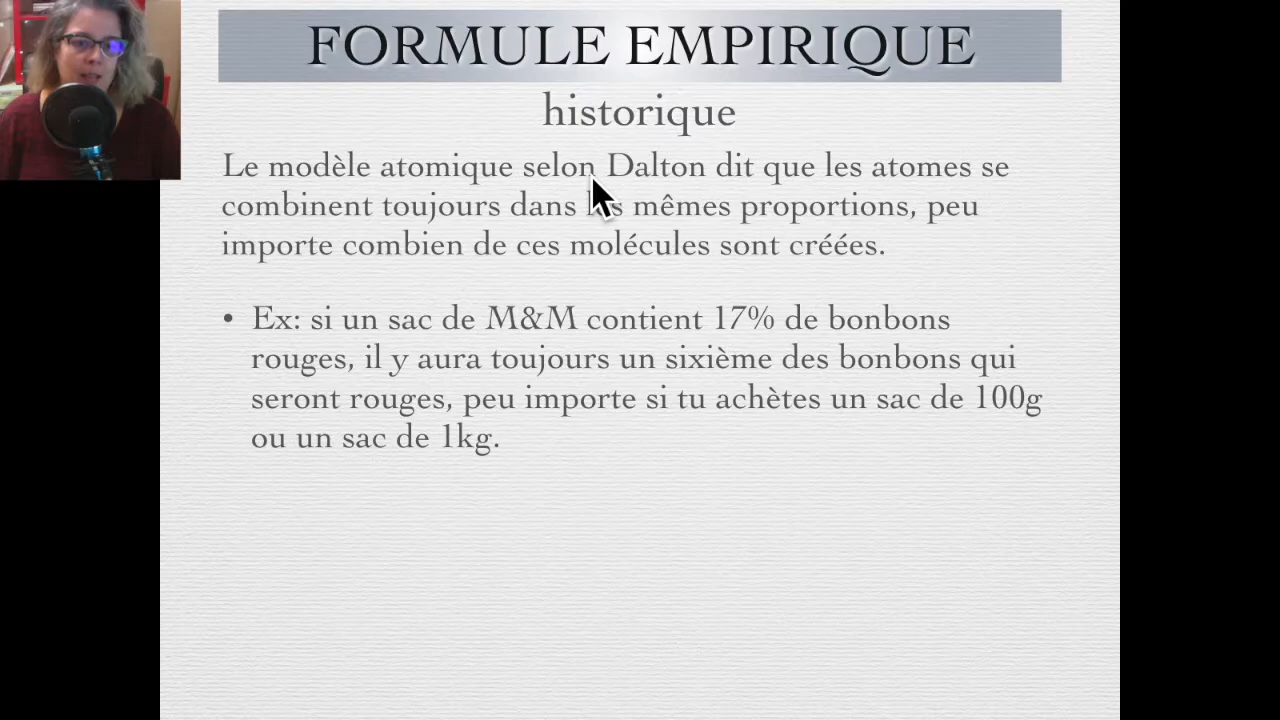 FORMULE EMPIRIQUE
historique
Le modèle atomique selon Dalton dit que les atomes se
combinent toujours dans les mêmes proportions, peu
importe combien de ces molécules sont créées.
• Ex: si un sac de M&M contient 17% de bonbons
rouges, il y aura toujours un sixième des bonbons qui
seront rouges, peu importe si tu achètes un sac de 100g
ou un sac de 1kg.